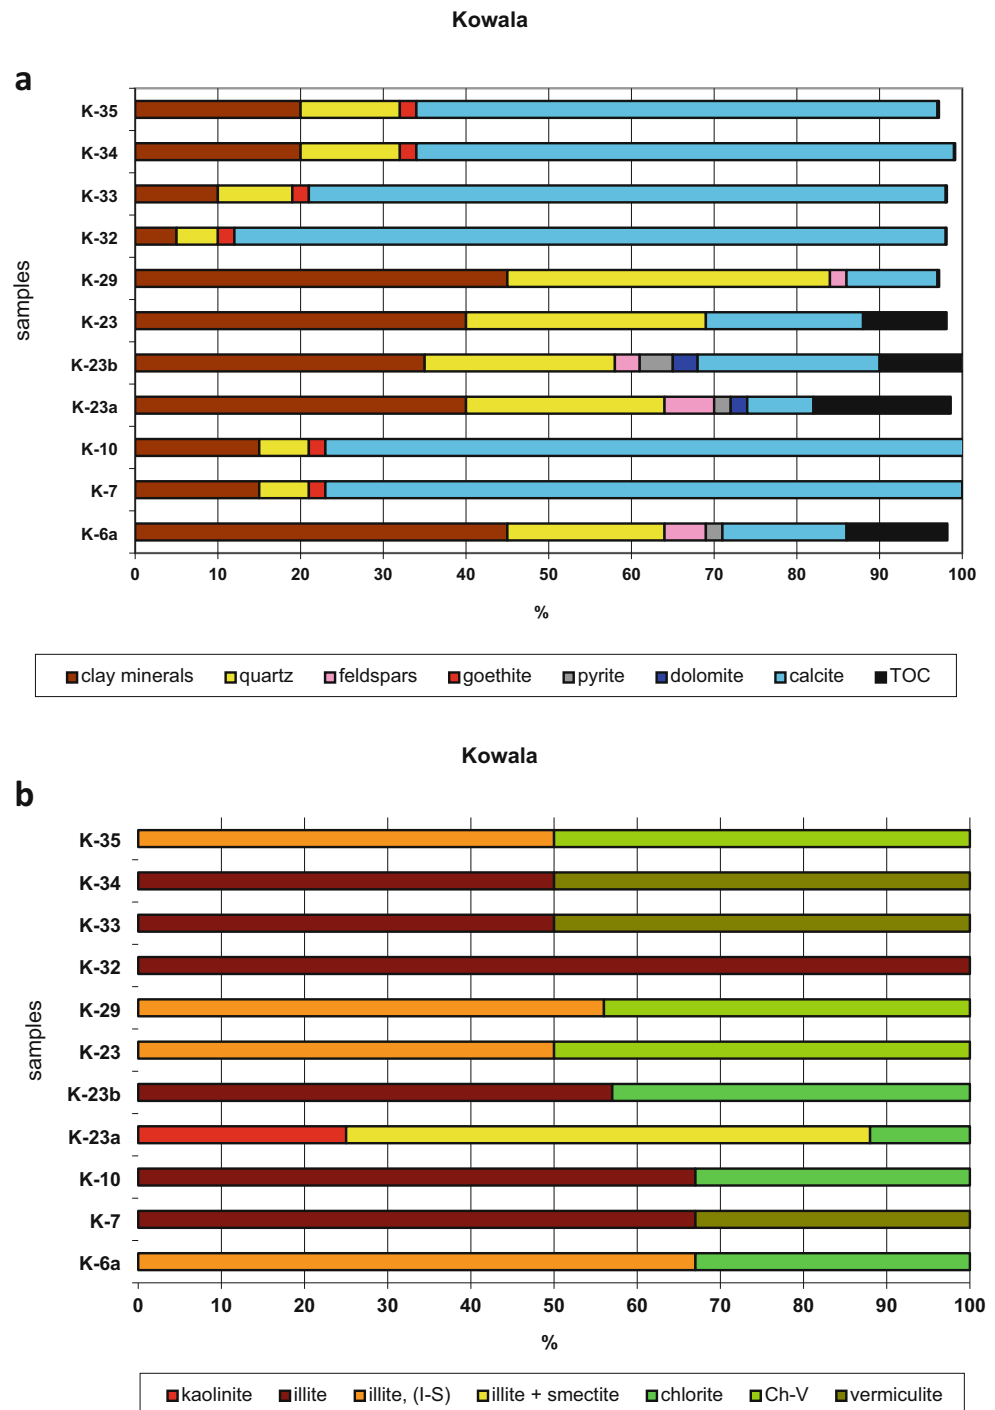 Kowala
a
samples
K-35
K-34
K-33
K-32
K-29
K-23
K-23b
K-23a
K-10
K-7
K-6a
0 10 20 30 40 50 60 70 80 90 100
%
clay minerals quartz feldspars goethite pyrite dolomite calcite TOC
Kowala
b
samples
K-35
K-34
K-33
K-32
K-29
K-23
K-23b
K-23a
K-10
K-7
K-6a
0 10 20 30 40 50 60 70 80 90 100
%
kaolinite illite illite, (I-S) illite + smectite chlorite Ch-V vermiculite